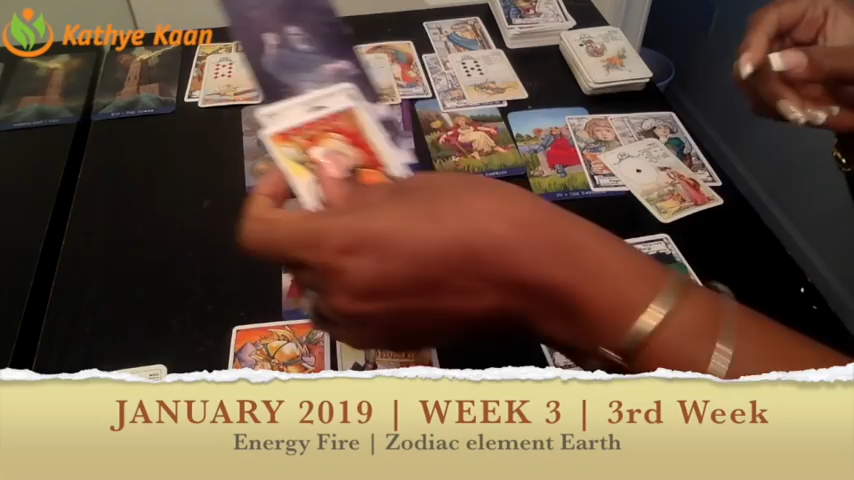 Kathye Kaan
JANUARY 2019 | WEEK 3 | 3rd Week
Energy Fire | Zodiac element Earth